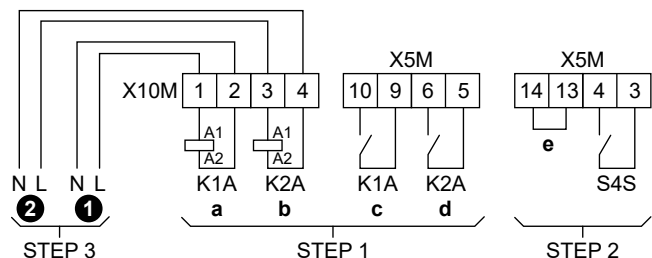 X5M X5M
X10M 1 2 3 4 10 9 6 5 14 13 4 3
A1 A1
A2 A2
e
N L N L K1A K2A K1A K2A S4S
2 1 a b c d
STEP 3 STEP 1 STEP 2